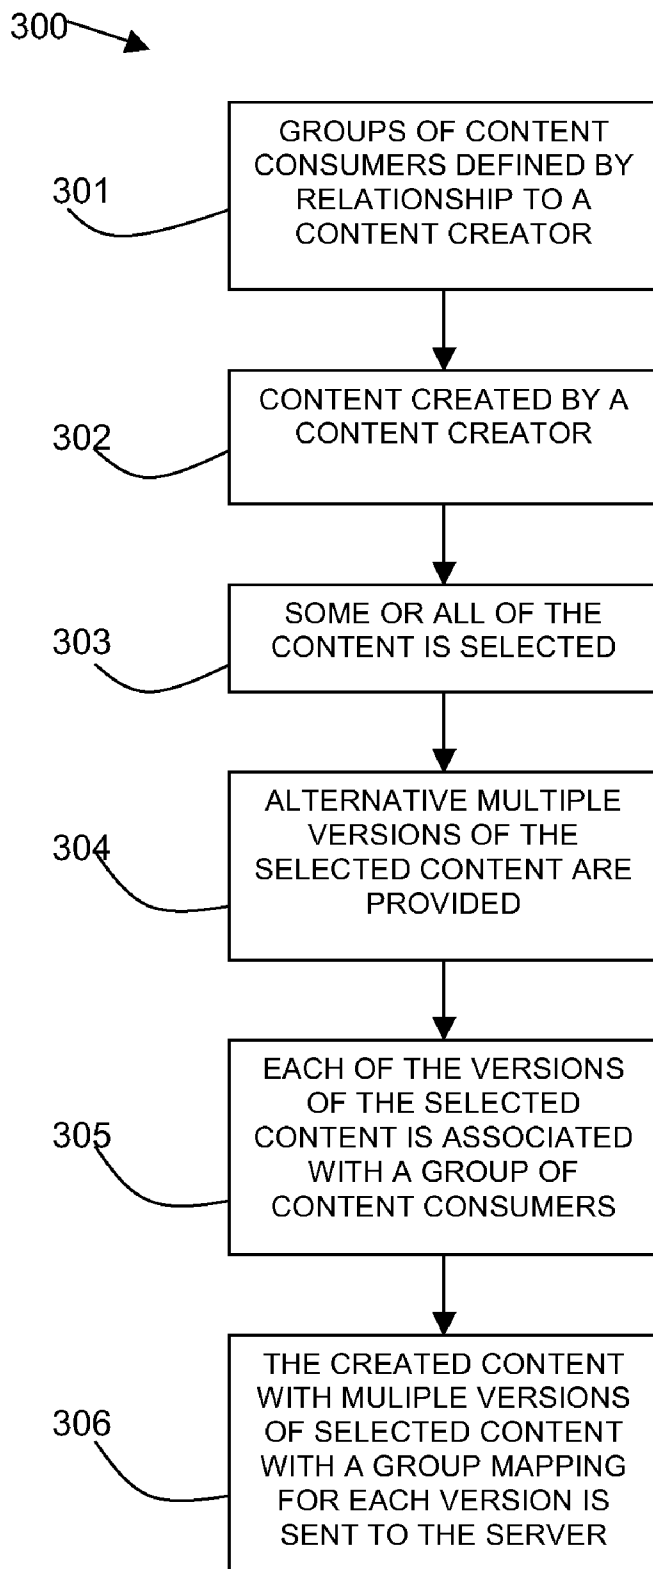 300
301
GROUPS OF CONTENT
CONSUMERS DEFINED BY
RELATIONSHIP TO A
CONTENT CREATOR
302
CONTENT CREATED BY A
CONTENT CREATOR
303
SOME OR ALL OF THE
CONTENT IS SELECTED
304
ALTERNATIVE MULTIPLE
VERSIONS OF THE
SELECTED CONTENT ARE
PROVIDED
305
EACH OF THE VERSIONS
OF THE SELECTED
CONTENT IS ASSOCIATED
WITH A GROUP OF
CONTENT CONSUMERS
306
THE CREATED CONTENT
WITH MULIPLE VERSIONS
OF SELECTED CONTENT
WITH A GROUP MAPPING
FOR EACH VERSION IS
SENT TO THE SERVER